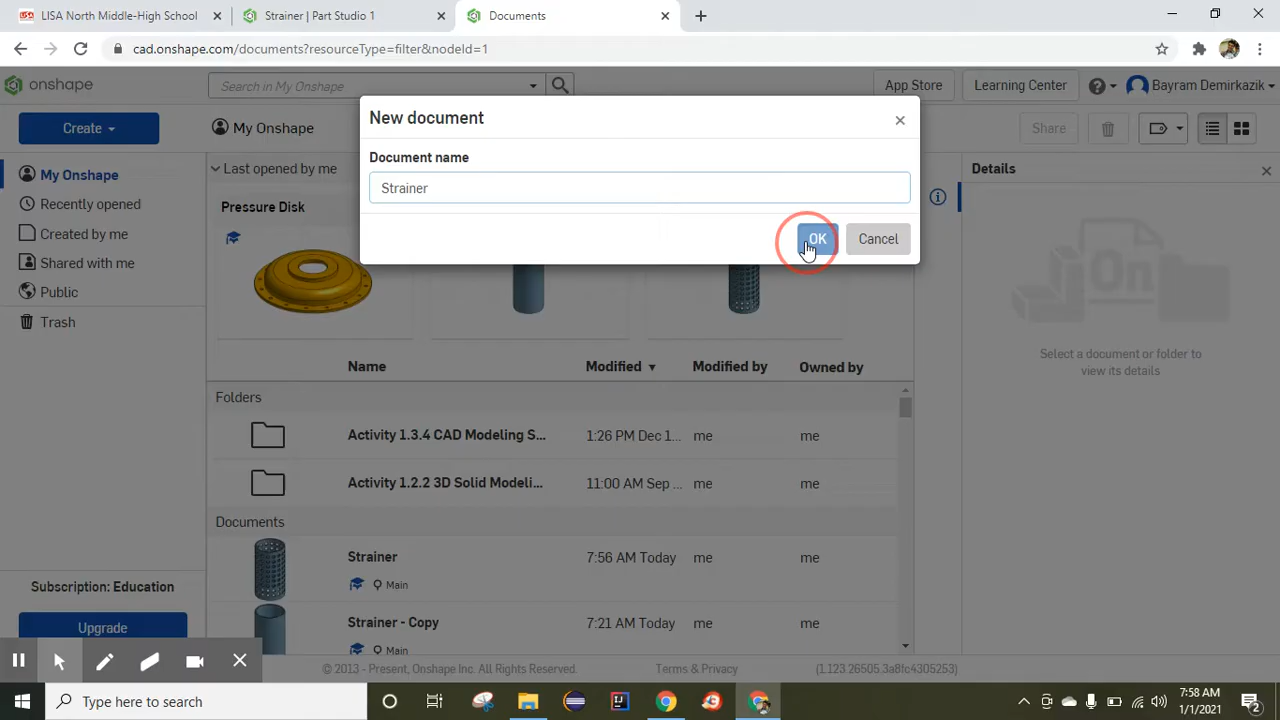 LISA North Middle-High School
Strainer | Part Studio 1
Documents
cad.onshape.com/documents?resourceType=filter&nodeId=1
onshape
Search in My Onshape
App Store
Learning Center
Bayram Demirkazik
New document
Document name
Strainer
OK
Cancel
Create
My Onshape
Share
My Onshape
Recently opened
Created by me
Shared with me
Public
Trash
Last opened by me
Pressure Disk
Details
Select a document or folder to
view its details
Name Modified Modified by Owned by
Folders
Activity 1.3.4 CAD Modeling S... 1:26 PM Dec 1... me me
Activity 1.2.2 3D Solid Modeli... 11:00 AM Sep ... me me
Documents
Strainer 7:56 AM Today me me
Main
Strainer - Copy 7:21 AM Today me me
Main
Subscription: Education
Upgrade
© 2013 - Present, Onshape Inc. All Rights Reserved. Terms & Privacy (1.123.26505.3a8fc4305253)
Type here to search
7:58 AM
1/1/2021
2